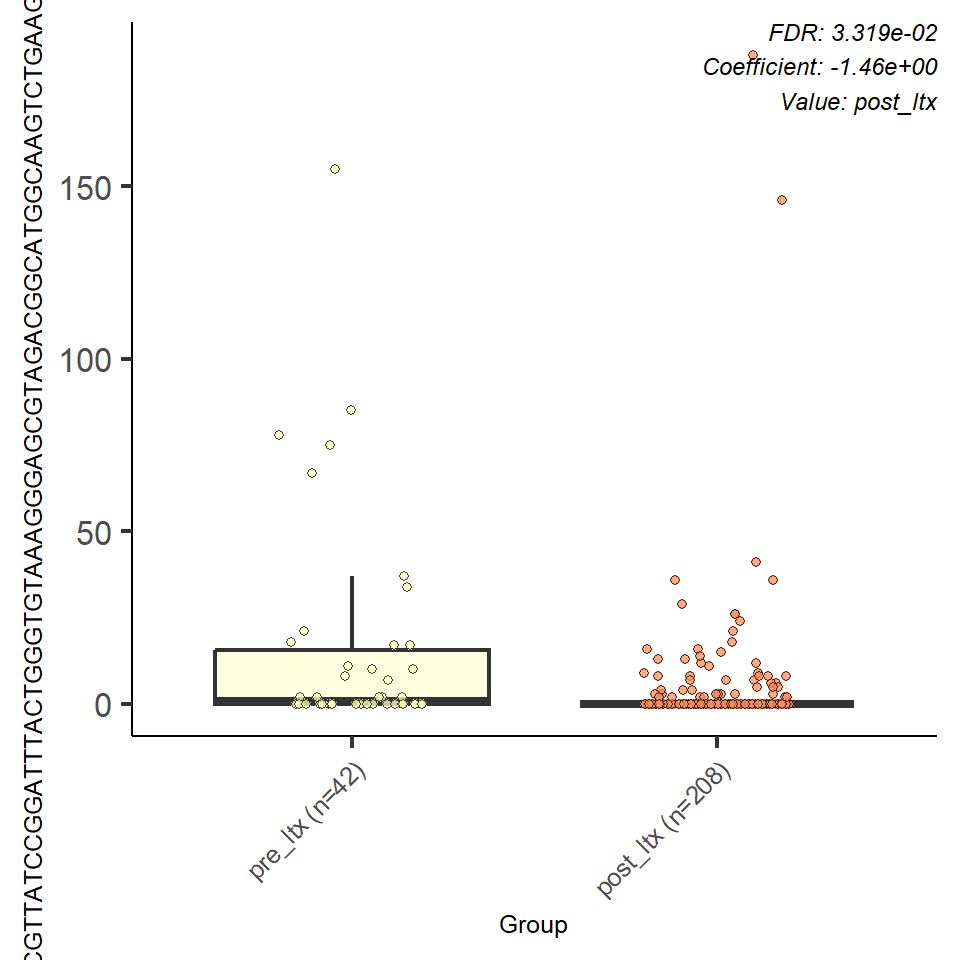 FDR: 3.319e-02
Coefficient: -1.46e+00
Value: post_ltx
CGTTATCCGGATTTACTGGGTGTAAAGGGAGCGTAGACGGCATGGCAAGTCTGAAG
150
100
50
0
pre_ltx (n=42)
post_ltx (n=208)
Group